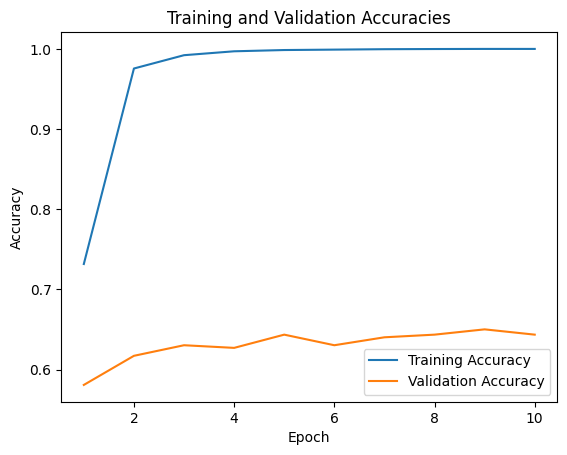 Training and Validation Accuracies
Accuracy
1.0
0.9
0.8
0.7
0.6
Training Accuracy
Validation Accuracy
2
4
6
8
10
Epoch